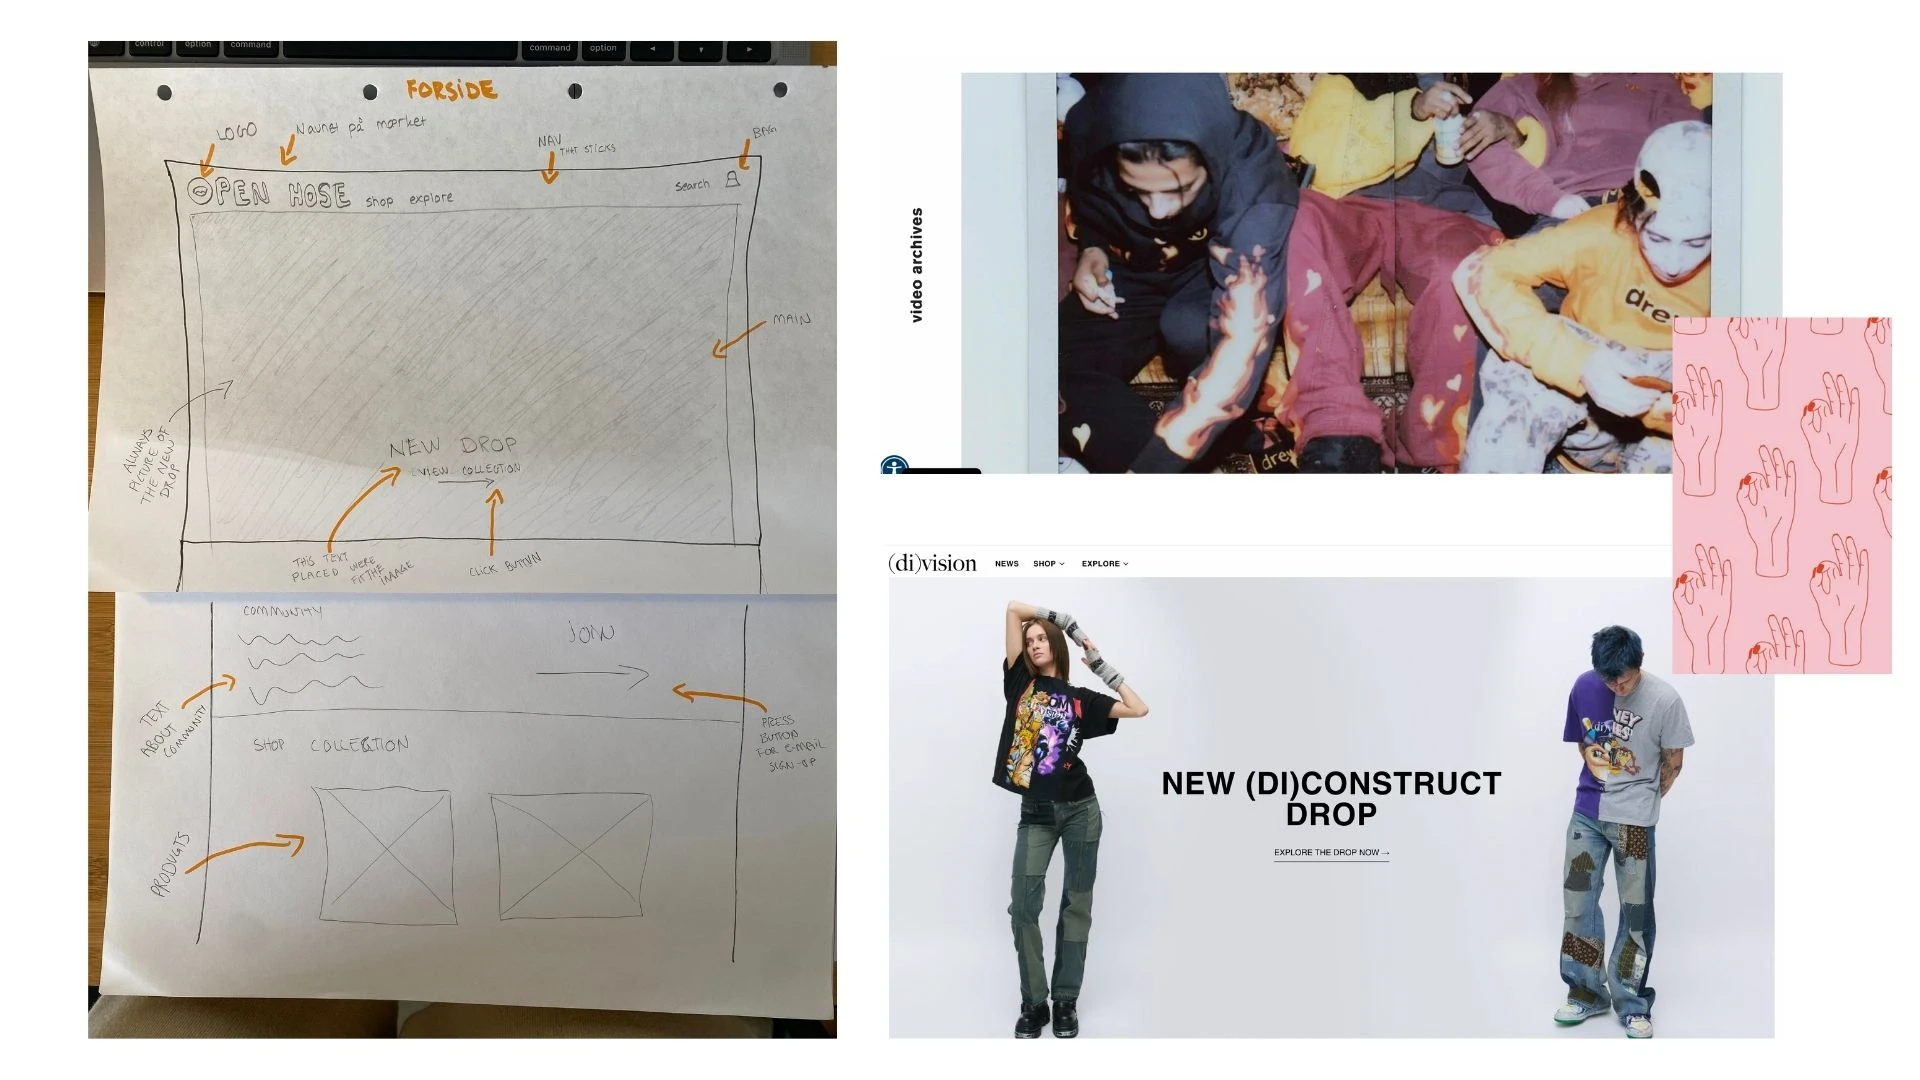 control
option
command
command
option
FORSIDE
LOGO
Navnet på mærket
NAV
THAT STICKS
BAG
OPEN HOSE
shop explore
Search
MAIN
ALWAYS
PICTURE OF
THE NEW
DROP
NEW DROP
VIEW COLLECTION
THIS TEXT
PLACED WERE
FIT THE
IMAGE
CLICK BUTTON
COMMUNITY
JOIN
TEXT
ABOUT
COMMUNITY
PRESS
BUTTON
FOR E-MAIL
SIGN-UP
SHOP COLLECTION
PRODUCTS
video archives
drew
drew
(di)vision
NEWS
SHOP
EXPLORE
NEW (DI)CONSTRUCT
DROP
EXPLORE THE DROP NOW →